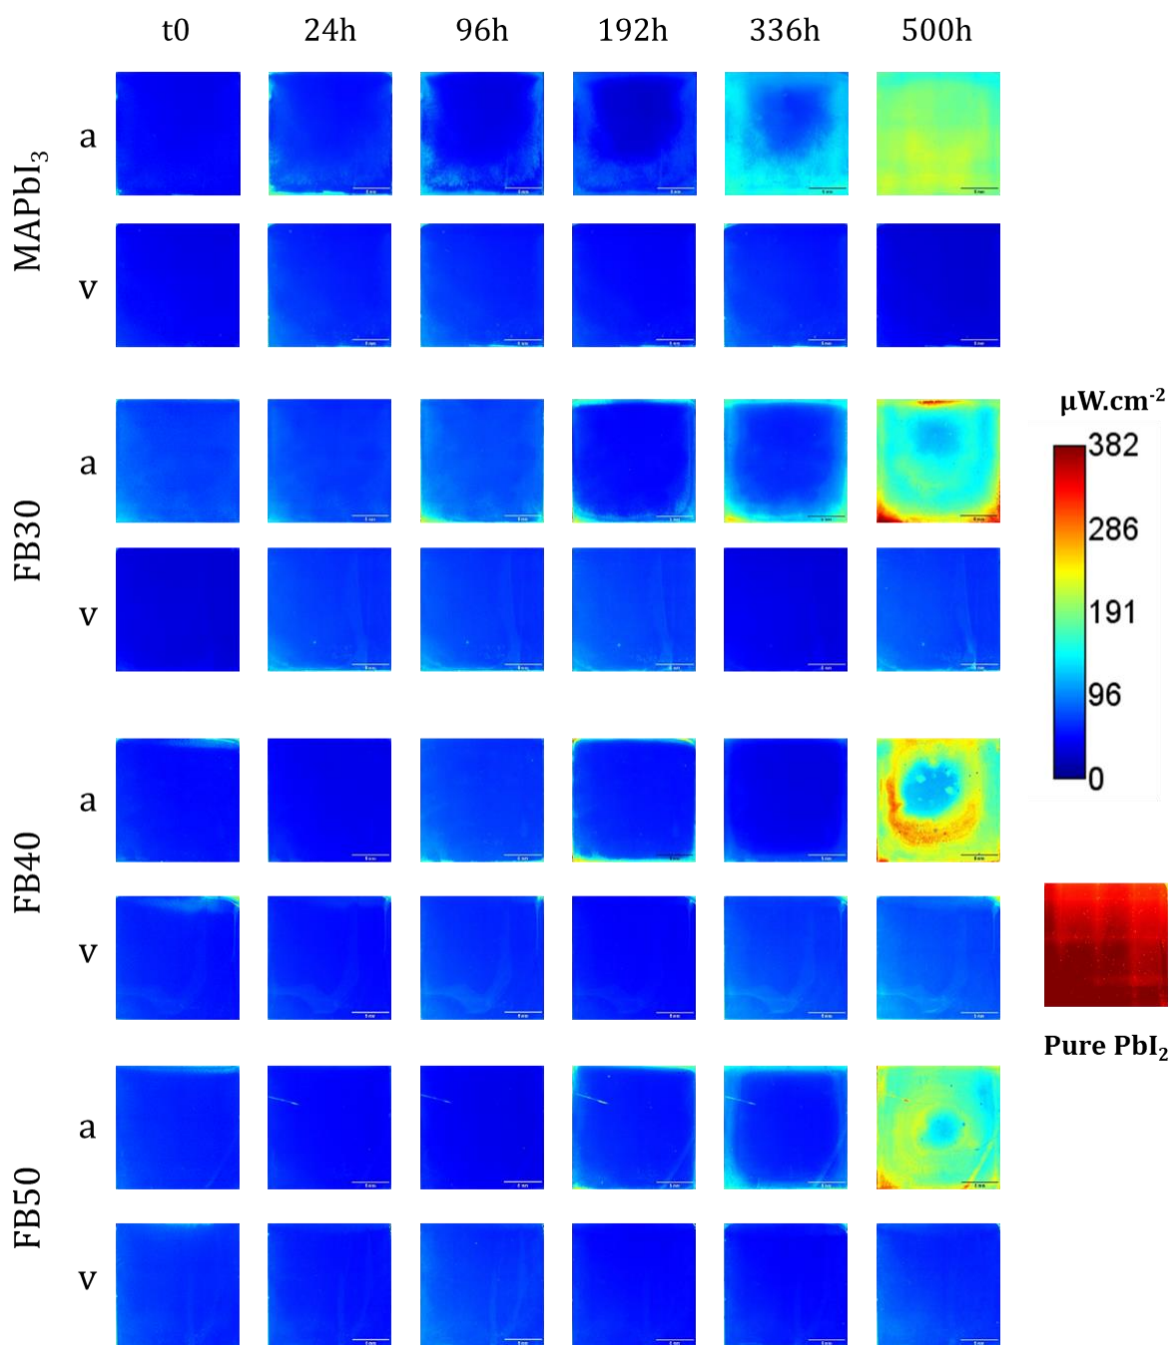 t0 24h 96h 192h 336h 500h
MAPbI₃
a
v
FB30
a
v
FB40
a
v
FB50
a
v
µW.cm⁻²
382
286
191
96
0
Pure PbI₂